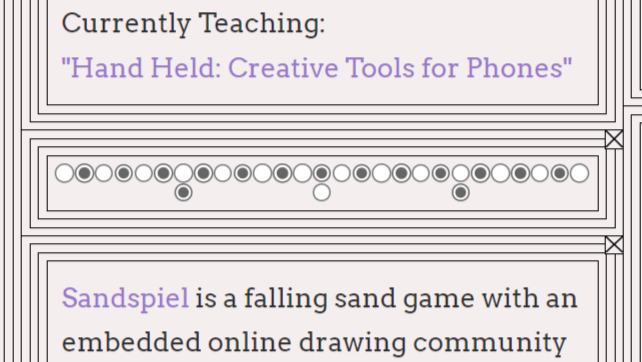 Currently Teaching:
"Hand Held: Creative Tools for Phones"
Sandspiel is a falling sand game with an
embedded online drawing community